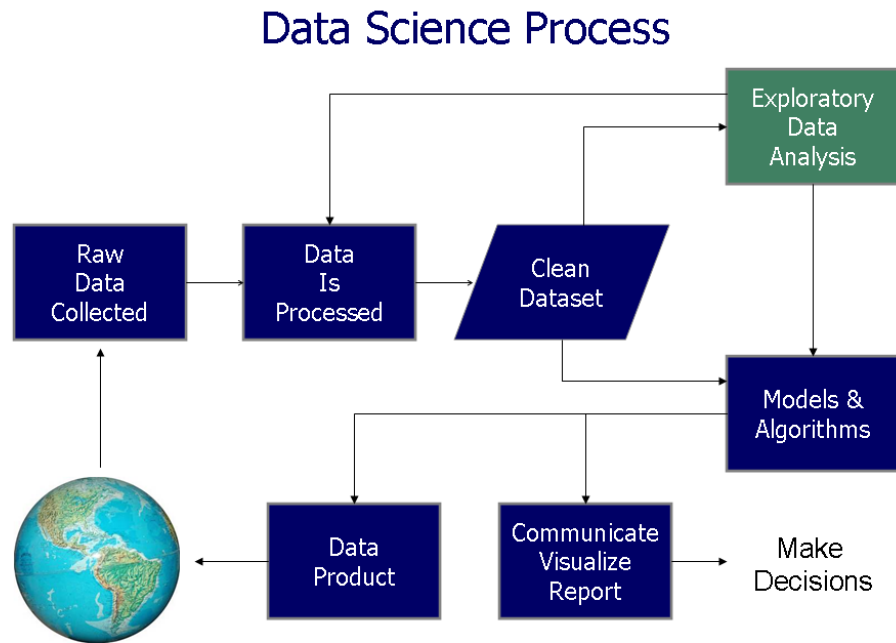 Data Science Process
Exploratory
Data
Analysis
Raw
Data
Collected
Data
Is
Processed
Clean
Dataset
Models &
Algorithms
Data
Product
Communicate
Visualize
Report
Make
Decisions